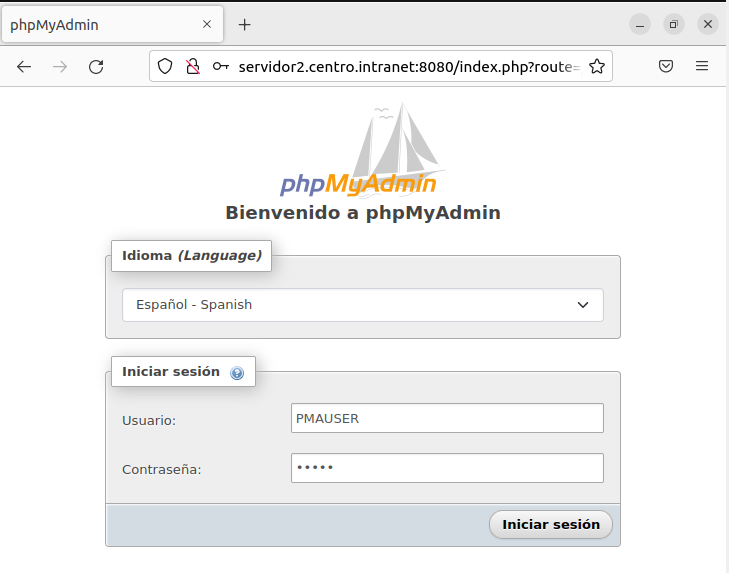 phpMyAdmin
servidor2.centro.intranet:8080/index.php?route=
phpMyAdmin
Bienvenido a phpMyAdmin
Idioma (Language)
Español - Spanish
Iniciar sesión
Usuario: PMAUSER
Contraseña: •••••
Iniciar sesión